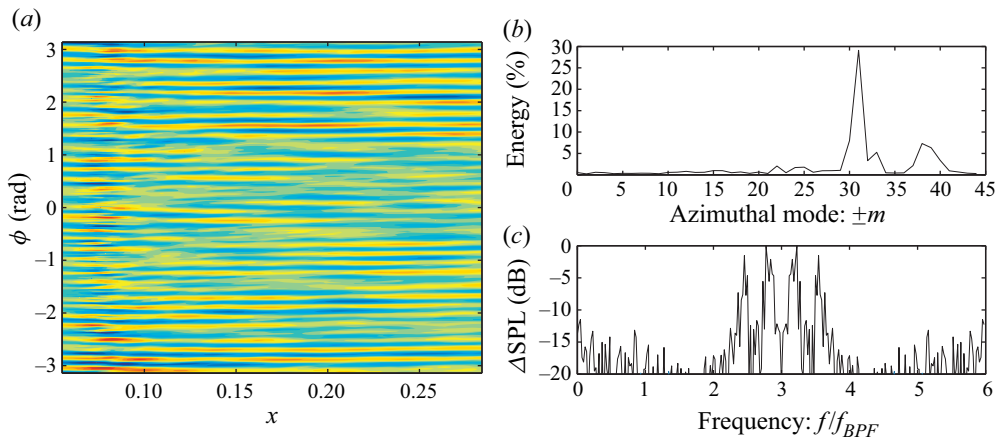 (a)
3
2
1
0
–1
–2
–3
ϕ (rad)
0.10 0.15 0.20 0.25
x
(b)
30
25
20
15
10
5
Energy (%)
0 5 10 15 20 25 30 35 40 45
Azimuthal mode: ±m
(c)
0
–5
–10
–15
–20
ΔSPL (dB)
0 1 2 3 4 5 6
Frequency: f/f_BPF